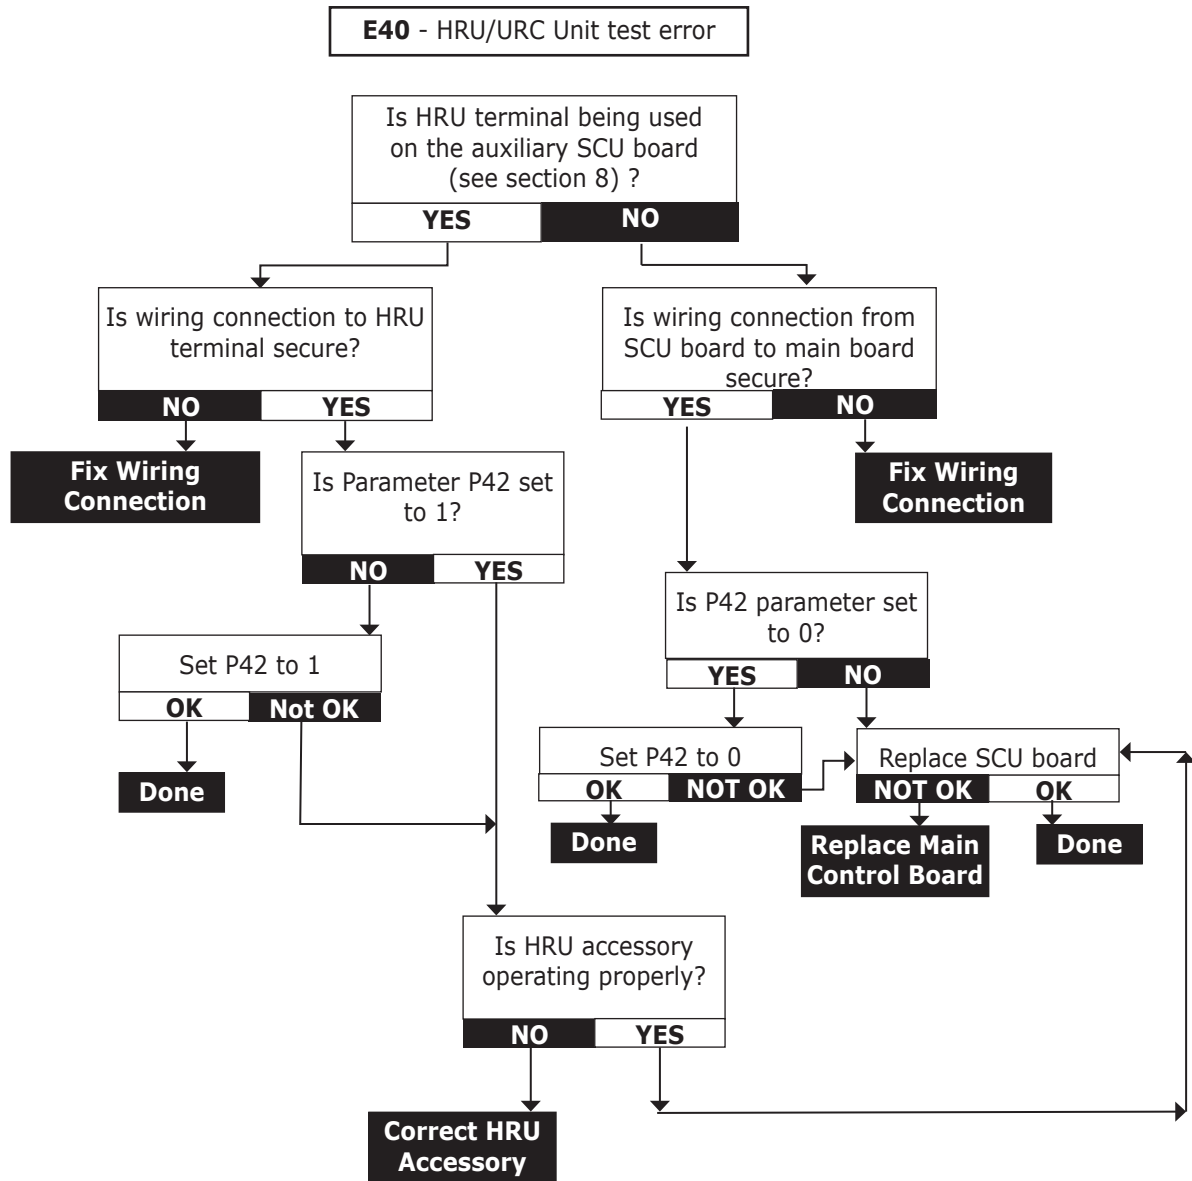 E40 - HRU/URC Unit test error
Is HRU terminal being used
on the auxiliary SCU board
(see section 8) ?
YES
NO
Is wiring connection to HRU
terminal secure?
NO
YES
Is wiring connection from
SCU board to main board
secure?
YES
NO
Fix Wiring
Connection
Is Parameter P42 set
to 1?
NO
YES
Fix Wiring
Connection
Is P42 parameter set
to 0?
YES
NO
Set P42 to 1
OK
Not OK
Done
Set P42 to 0
OK
NOT OK
Done
Replace SCU board
NOT OK
OK
Replace Main
Control Board
Done
Is HRU accessory
operating properly?
NO
YES
Correct HRU
Accessory